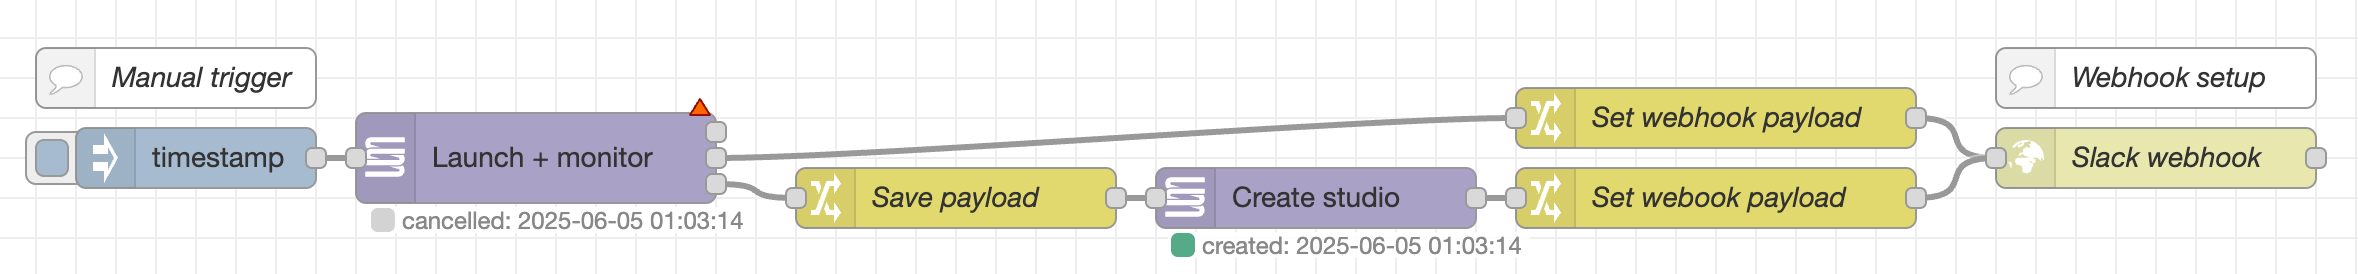 Manual trigger
Webhook setup
Set webhook payload
timestamp
Launch + monitor
Slack webhook
Save payload
Create studio
Set webook payload
cancelled: 2025-06-05 01:03:14
created: 2025-06-05 01:03:14